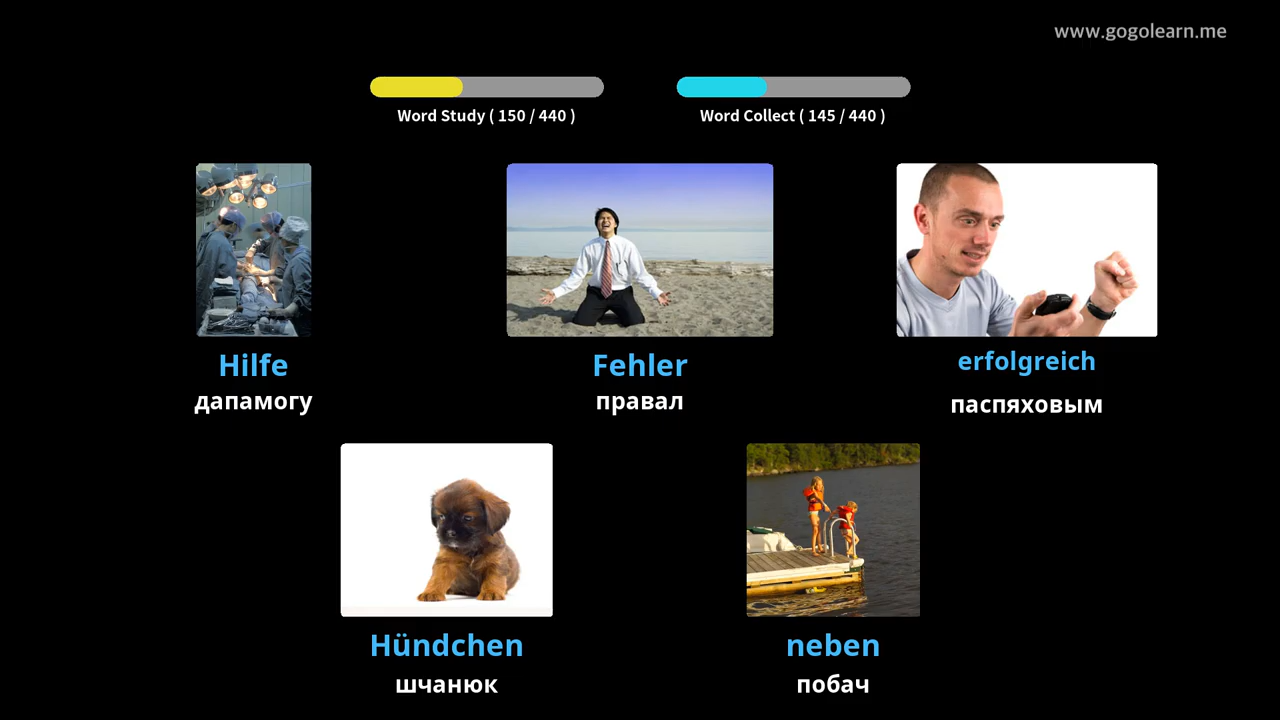 www.gogolearn.me
Word Study ( 150 / 440 )
Word Collect ( 145 / 440 )
Hilfe
дапамогу
Fehler
правал
erfolgreich
паспяховым
Hündchen
шчанюк
neben
побач